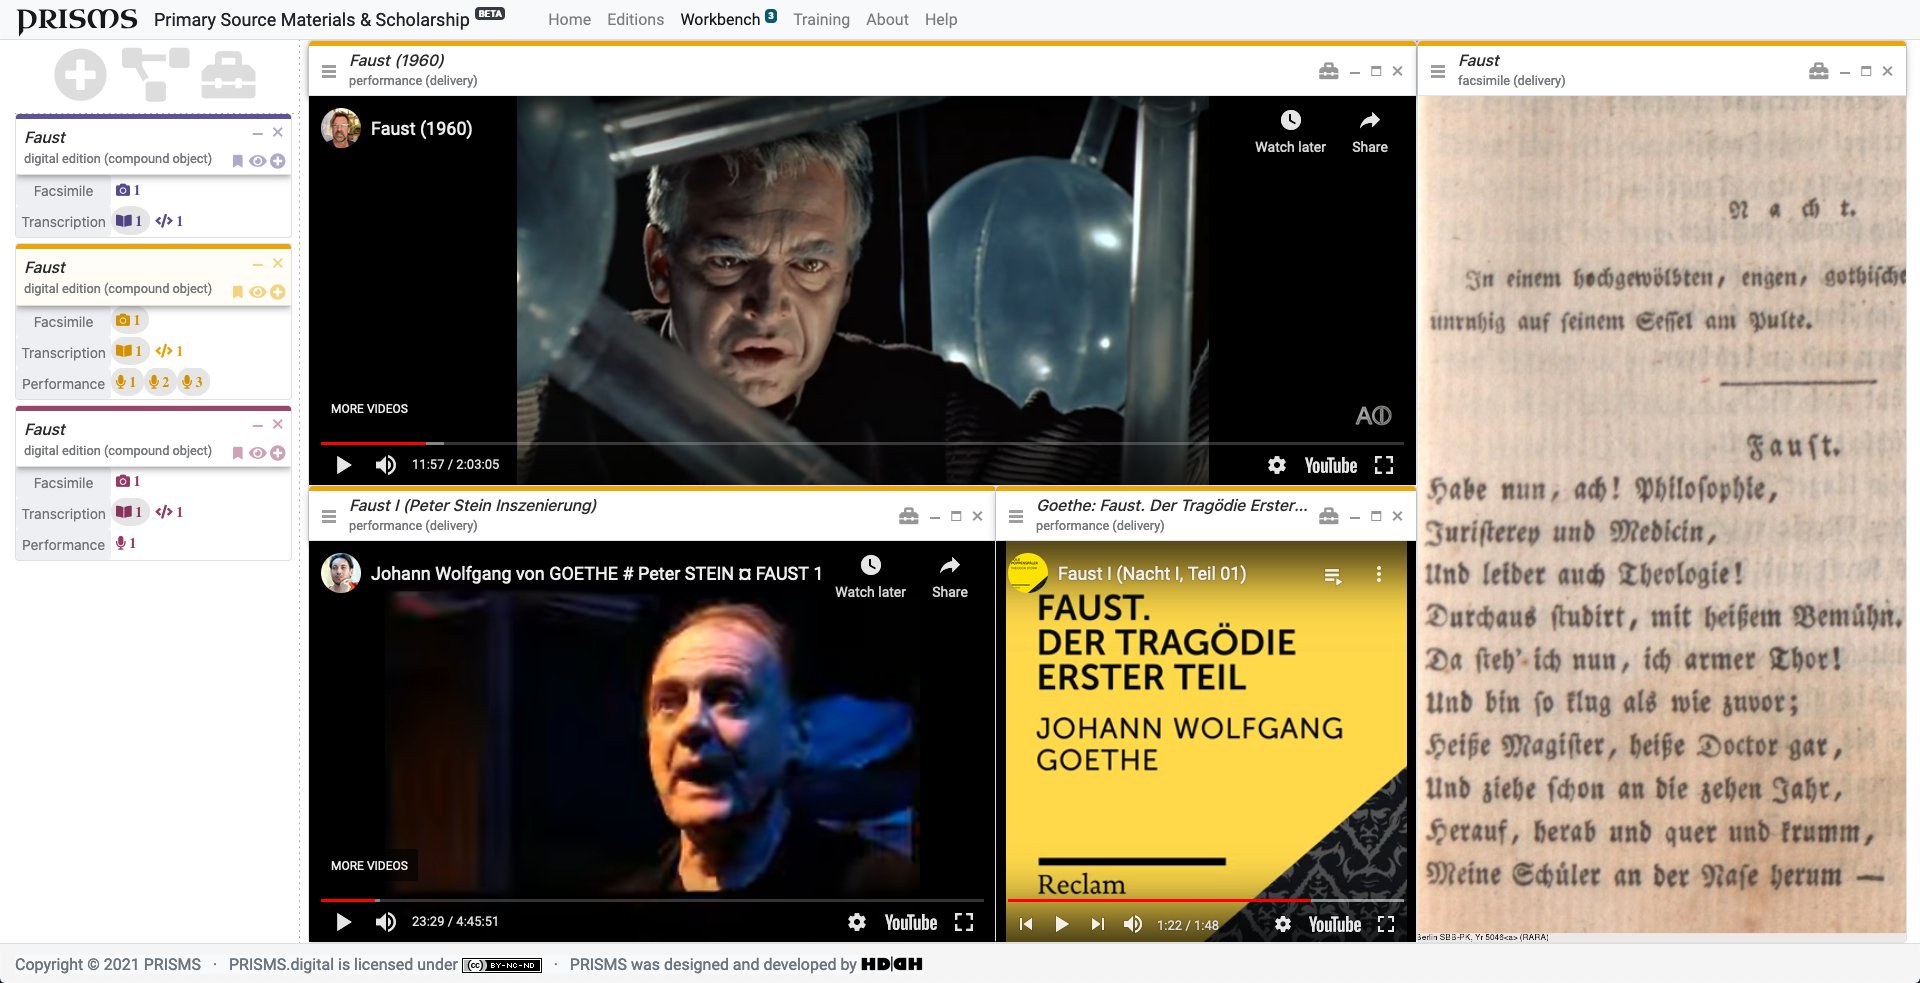 PRISMS Primary Source Materials & Scholarship BETA
Home Editions Workbench 3 Training About Help
Faust
digital edition (compound object)
Facsimile 1
Transcription 1 </> 1
Faust
digital edition (compound object)
Facsimile 1
Transcription 1 </> 1
Performance 1 2 3
Faust
digital edition (compound object)
Facsimile 1
Transcription 1 </> 1
Performance 1
Faust (1960)
performance (delivery)
Faust (1960)
Watch later Share
MORE VIDEOS
11:57 / 2:03:05
YouTube
Faust I (Peter Stein Inszenierung)
performance (delivery)
Johann Wolfgang von GOETHE # Peter STEIN ¤ FAUST 1
Watch later Share
MORE VIDEOS
23:29 / 4:45:51
YouTube
Goethe: Faust. Der Tragödie Erster...
performance (delivery)
Faust I (Nacht I, Teil 01)
FAUST.
DER TRAGÖDIE
ERSTER TEIL
JOHANN WOLFGANG
GOETHE
Reclam
1:22 / 1:48
YouTube
Faust
facsimile (delivery)
Nacht.
In einem hochgewölbten, engen, gothische
unruhig auf seinem Sessel am Pulte.
Faust.
Habe nun, ach! Philosophie,
Juristerey und Medicin,
Und leider auch Theologie!
Durchaus studirt, mit heißem Bemühn.
Da steh' ich nun, ich armer Thor!
Und bin so klug als wie zuvor;
Heiße Magister, heiße Doctor gar,
Und ziehe schon an die zehen Jahr,
Herauf, herab und quer und krumm,
Meine Schüler an der Nase herum —
Berlin SBB-PK, Yr 5046<a> (RARA)
Copyright © 2021 PRISMS · PRISMS.digital is licensed under (cc) BY-NC-ND · PRISMS was designed and developed by